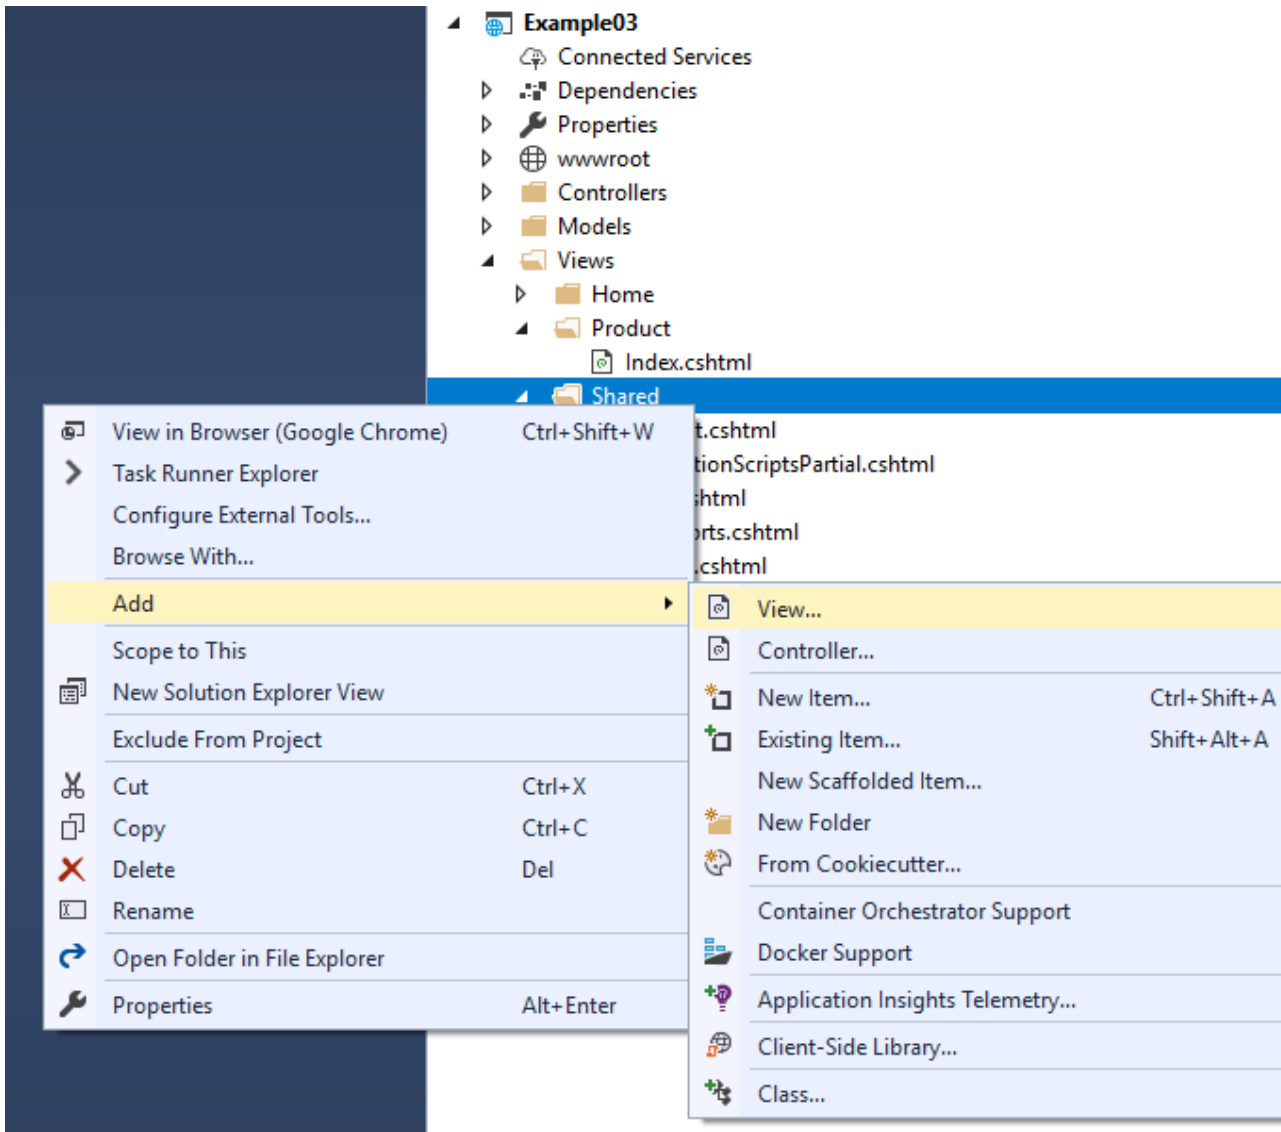 Example03
Connected Services
Dependencies
Properties
wwwroot
Controllers
Models
Views
Home
Product
Index.cshtml
Shared
t.cshtml
tionScriptsPartial.cshtml
shtml
orts.cshtml
.cshtml
View in Browser (Google Chrome) Ctrl+Shift+W
Task Runner Explorer
Configure External Tools...
Browse With...
Add
Scope to This
New Solution Explorer View
Exclude From Project
Cut Ctrl+X
Copy Ctrl+C
Delete Del
Rename
Open Folder in File Explorer
Properties Alt+Enter
View...
Controller...
New Item... Ctrl+Shift+A
Existing Item... Shift+Alt+A
New Scaffolded Item...
New Folder
From Cookiecutter...
Container Orchestrator Support
Docker Support
Application Insights Telemetry...
Client-Side Library...
Class...